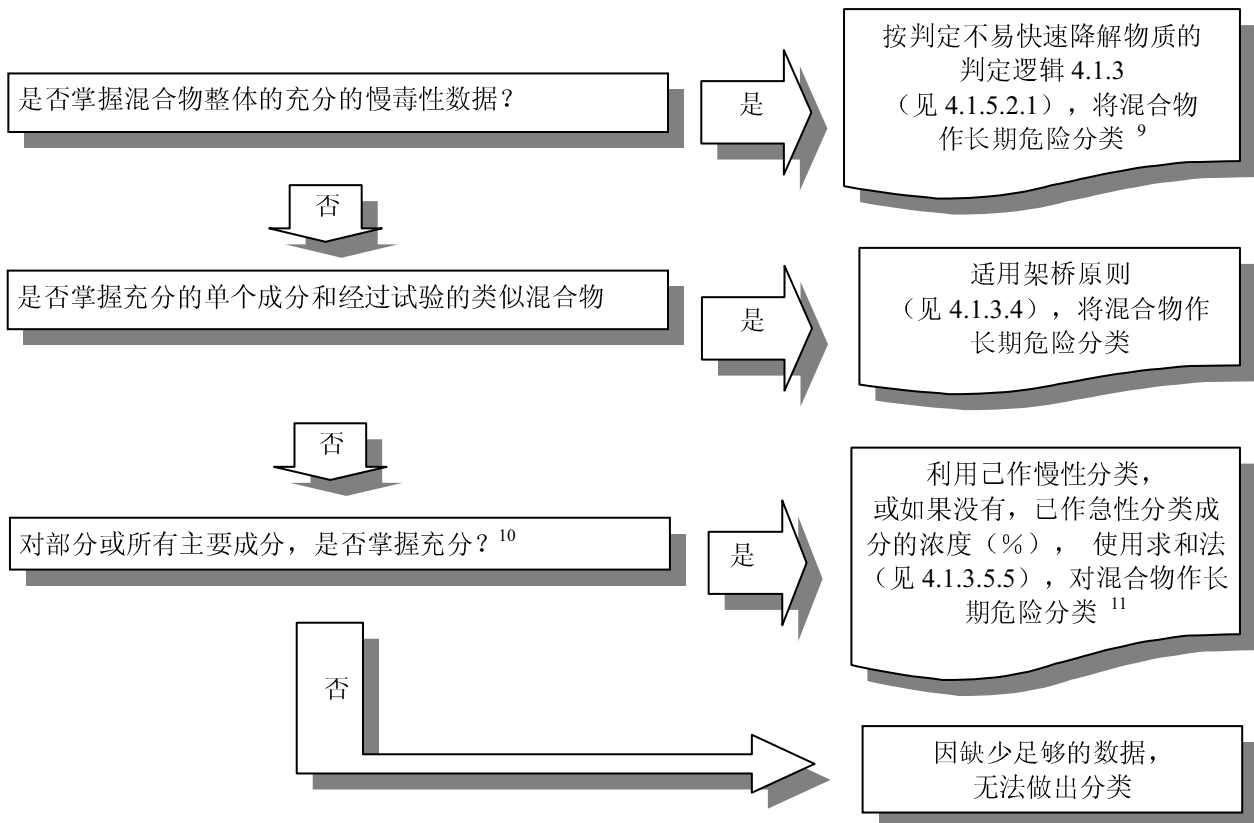 是否掌握混合物整体的充分的慢毒性数据？
是
按判定不易快速降解物质的
判定逻辑 4.1.3
（见 4.1.5.2.1），将混合物
作长期危险分类 9
否
是否掌握充分的单个成分和经过试验的类似混合物
是
适用架桥原则
（见 4.1.3.4），将混合物作
长期危险分类
否
对部分或所有主要成分，是否掌握充分？10
是
利用已作慢性分类，
或如果没有，已作急性分类成
分的浓度（%）， 使用求和法
（见 4.1.3.5.5），对混合物作长
期危险分类 11
否
因缺少足够的数据，
无法做出分类